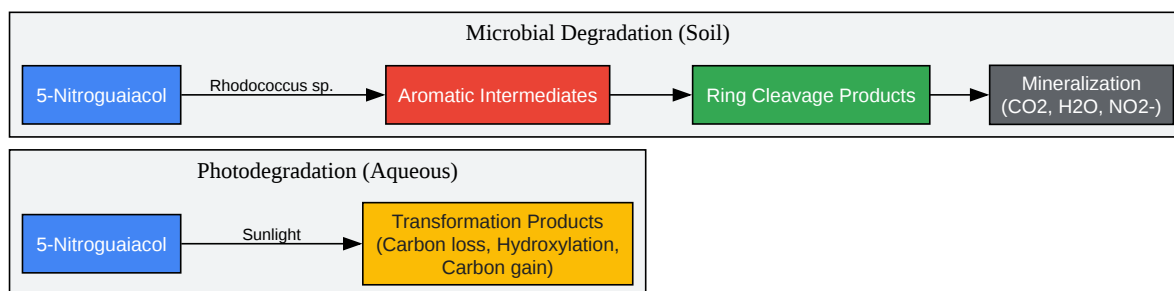 Microbial Degradation (Soil)
5-Nitroguaiacol
Rhodococcus sp.
Aromatic Intermediates
Ring Cleavage Products
Mineralization
(CO2, H2O, NO2-)
Photodegradation (Aqueous)
5-Nitroguaiacol
Sunlight
Transformation Products
(Carbon loss, Hydroxylation,
Carbon gain)